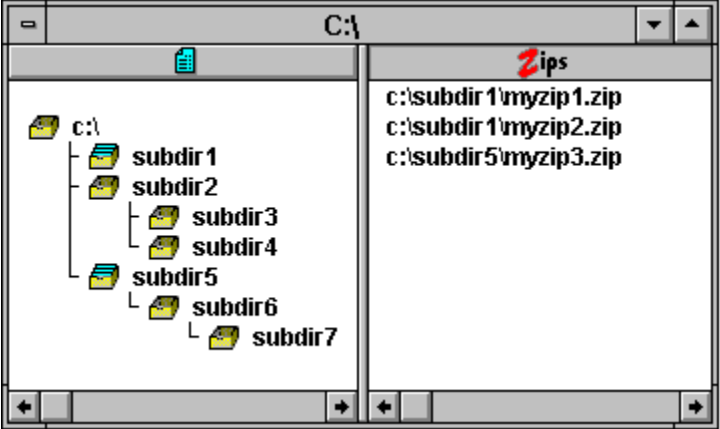 C:\
Zips
c:\
subdir1
subdir2
subdir3
subdir4
subdir5
subdir6
subdir7
c:\subdir1\myzip1.zip
c:\subdir1\myzip2.zip
c:\subdir5\myzip3.zip